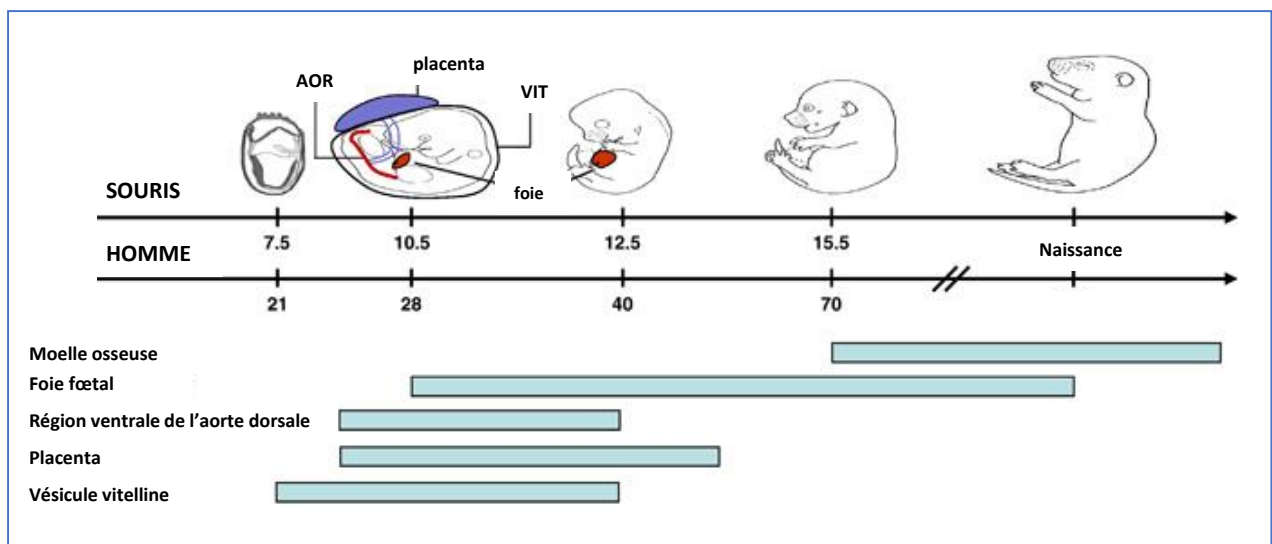 placenta
AOR
VIT
foie
SOURIS
7.5 10.5 12.5 15.5
HOMME
Naissance
21 28 40 70
Moelle osseuse
Foie fœtal
Région ventrale de l’aorte dorsale
Placenta
Vésicule vitelline